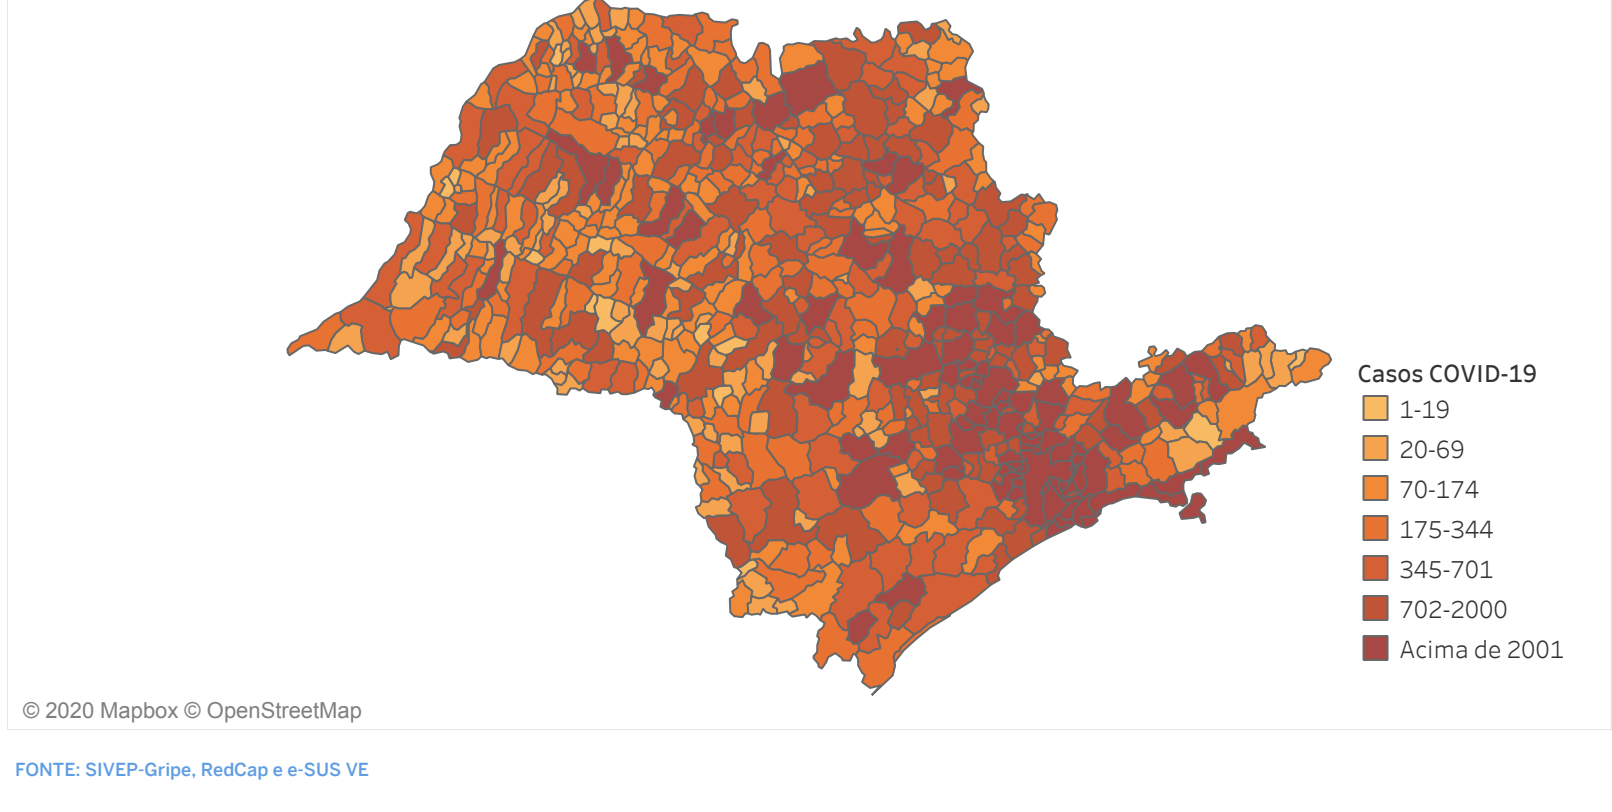 Casos COVID-19
1-19
20-69
70-174
175-344
345-701
702-2000
Acima de 2001
© 2020 Mapbox © OpenStreetMap
FONTE: SIVEP-Gripe, RedCap e e-SUS VE